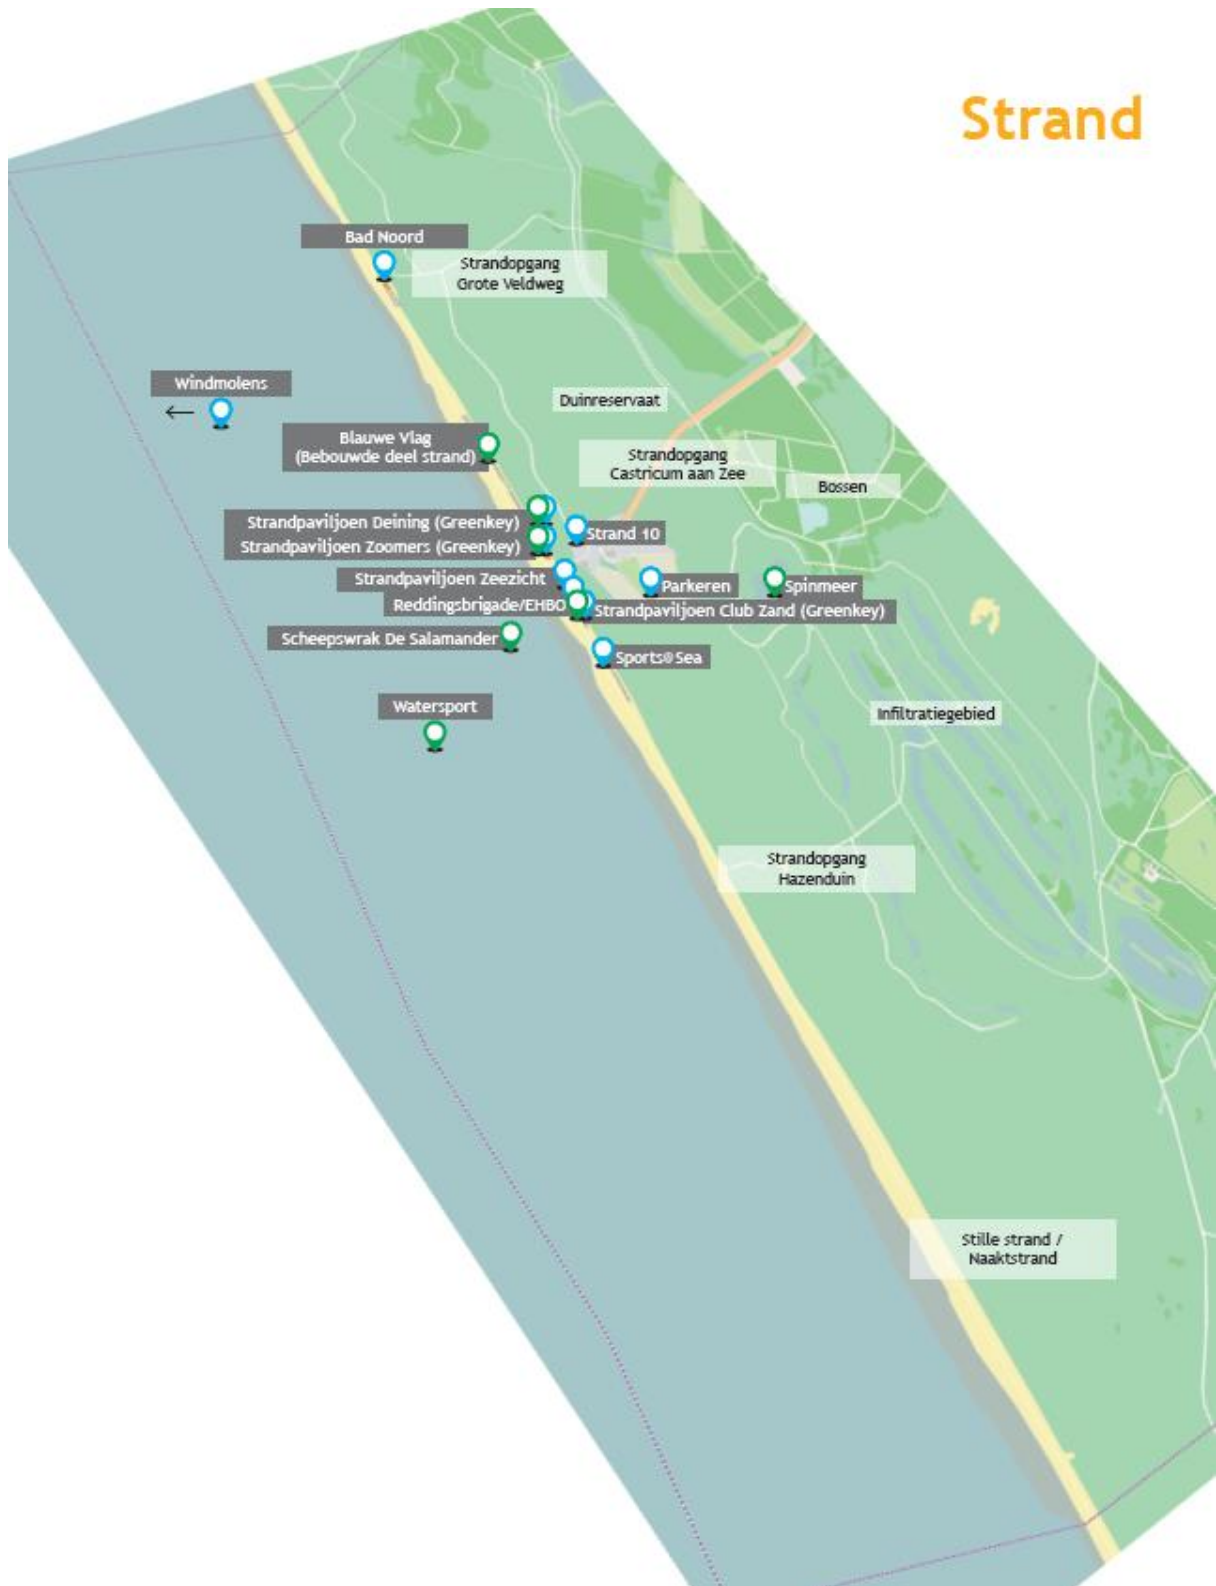 Strand
Bad Noord
Strandopgang
Grote Veldweg
Windmolens
Duinreservaat
Blauwe Vlag
(Bebouwde deel strand)
Strandopgang
Castricum aan Zee
Bossen
Strandpaviljoen Deining (Greenkey)
Strand 10
Strandpaviljoen Zoomers (Greenkey)
Strandpaviljoen Zeezicht
Parkeren
Spinmeer
Reddingsbrigade/EHBO
Strandpaviljoen Club Zand (Greenkey)
Scheepswrak De Salamander
Sports@Sea
Watersport
Infiltratiegebied
Strandopgang
Hazenduin
Stille strand /
Naaktstrand